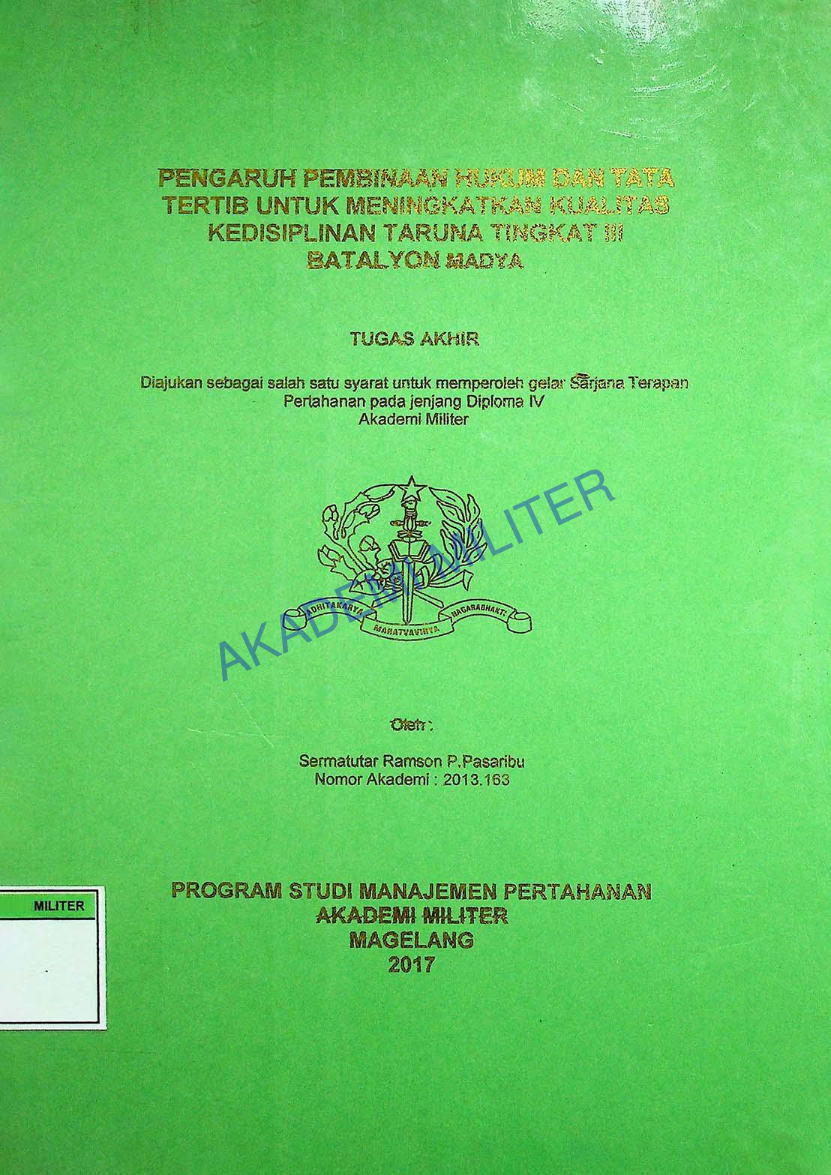 PENGARUH PEMBINAAN HUKUM DAN TATA
TERTIB UNTUK MENINGKATKAN KUALITAS
KEDISIPLINAN TARUNA TINGKAT III
BATALYON MADYA
TUGAS AKHIR
Diajukan sebagai salah satu syarat untuk memperoleh gelar Sarjana Terapan
Pertahanan pada jenjang Diploma IV
Akademi Militer
ADHITAKARYA
MAHATVAVIRYA
NAGARABHAKTI
AKADEMI MILITER
Oleh :
Sermatutar Ramson P.Pasaribu
Nomor Akademi : 2013.163
PROGRAM STUDI MANAJEMEN PERTAHANAN
AKADEMI MILITER
MAGELANG
2017
MILITER